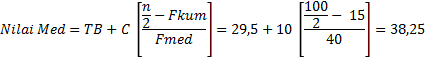 Nilai Med = TB + C [(n/2 − Fkum)/Fmed] = 29,5 + 10 [(100/2 − 15)/40] = 38,25